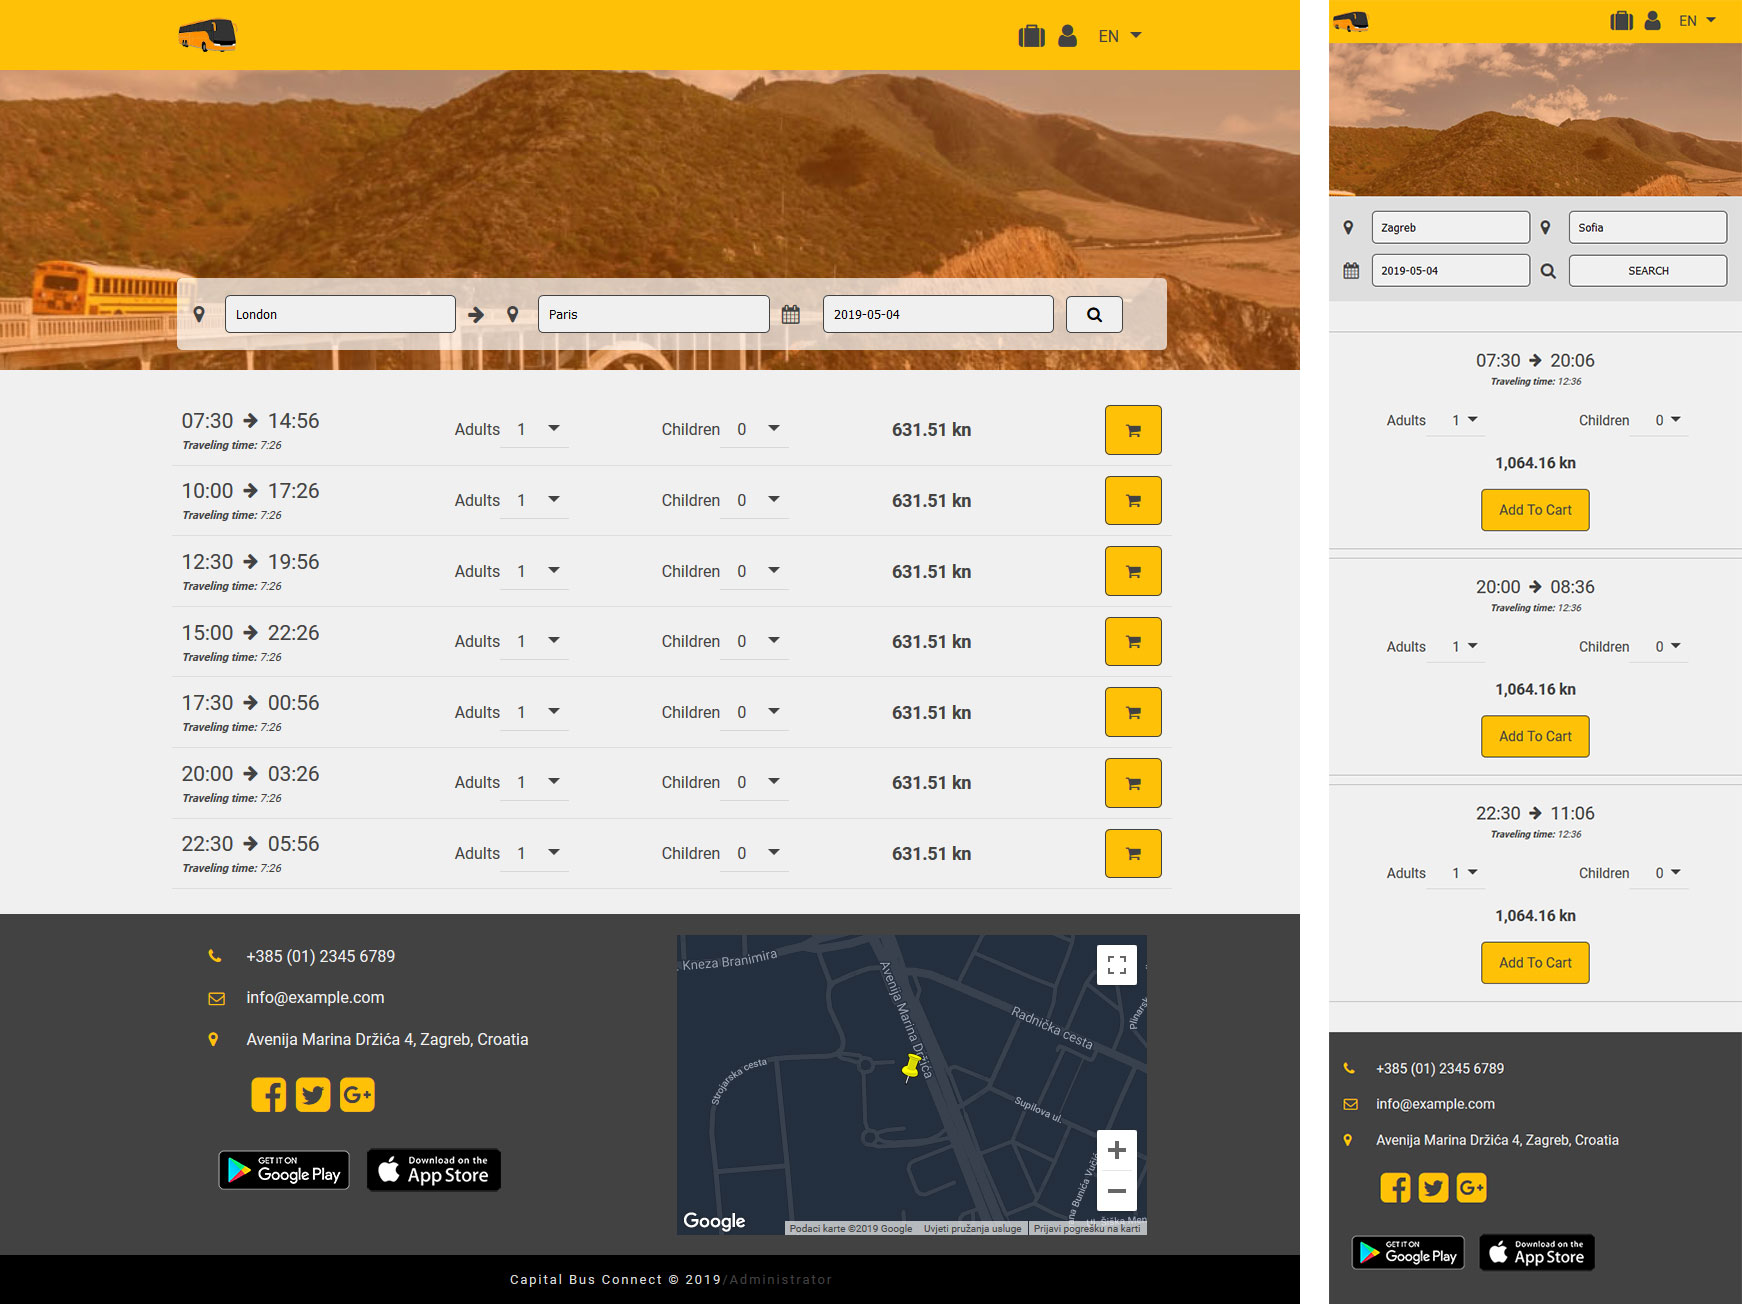 EN
London
Paris
2019-05-04
07:30 14:56
Traveling time: 7:26
Adults 1
Children 0
631.51 kn
10:00 17:26
Traveling time: 7:26
Adults 1
Children 0
631.51 kn
12:30 19:56
Traveling time: 7:26
Adults 1
Children 0
631.51 kn
15:00 22:26
Traveling time: 7:26
Adults 1
Children 0
631.51 kn
17:30 00:56
Traveling time: 7:26
Adults 1
Children 0
631.51 kn
20:00 03:26
Traveling time: 7:26
Adults 1
Children 0
631.51 kn
22:30 05:56
Traveling time: 7:26
Adults 1
Children 0
631.51 kn
+385 (01) 2345 6789
info@example.com
Avenija Marina Držića 4, Zagreb, Croatia
GET IT ON
Google Play
Download on the
App Store
Kneza Branimira
Avenija Marina Držića
Radnička cesta
Plinarsk
Strojarska cesta
Supilova ul.
ana Bunića Vučić
Google
Podaci karte ©2019 Google
Uvjeti pružanja usluge
Prijavi pogrešku na karti
Capital Bus Connect © 2019/Administrator
EN
Zagreb
Sofia
2019-05-04
SEARCH
07:30 20:06
Traveling time: 12:36
Adults 1
Children 0
1,064.16 kn
Add To Cart
20:00 08:36
Traveling time: 12:36
Adults 1
Children 0
1,064.16 kn
Add To Cart
22:30 11:06
Traveling time: 12:36
Adults 1
Children 0
1,064.16 kn
Add To Cart
+385 (01) 2345 6789
info@example.com
Avenija Marina Držića 4, Zagreb, Croatia
GET IT ON
Google Play
Download on the
App Store